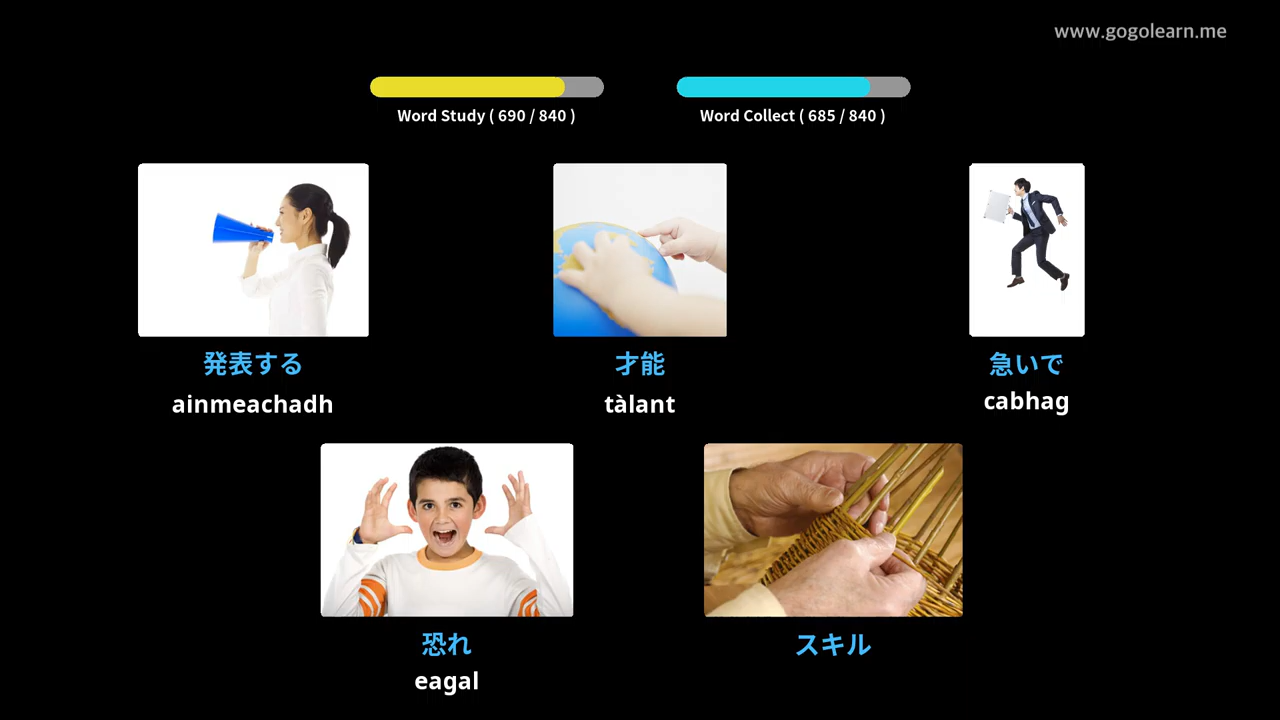 www.gogolearn.me
Word Study ( 690 / 840 )
Word Collect ( 685 / 840 )
発表する
ainmeachadh
才能
tàlant
急いで
cabhag
恐れ
eagal
スキル